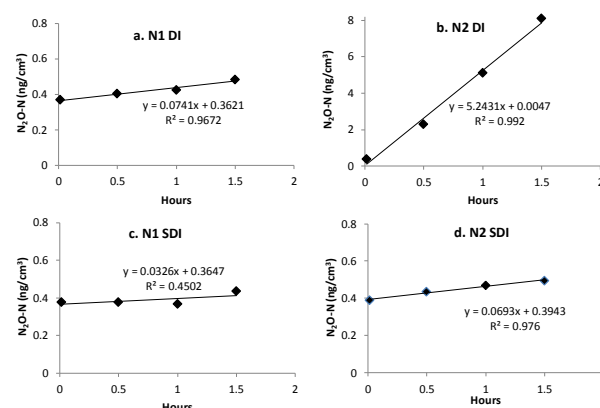 a. N1 DI
0.8
0.6
0.4
0.2
0
N₂O-N (ng/cm³)
y = 0.0741x + 0.3621
R² = 0.9672
0 0.5 1 1.5 2
Hours
b. N2 DI
8
6
4
2
0
N₂O-N (ng/cm³)
y = 5.2431x + 0.0047
R² = 0.992
0 0.5 1 1.5
Hours
c. N1 SDI
0.8
0.6
0.4
0.2
0
N₂O-N (ng/cm³)
y = 0.0326x + 0.3647
R² = 0.4502
0 0.5 1 1.5 2
Hours
d. N2 SDI
0.8
0.6
0.4
0.2
0
N₂O-N (ng/cm³)
y = 0.0693x + 0.3943
R² = 0.976
0 0.5 1 1.5
Hours